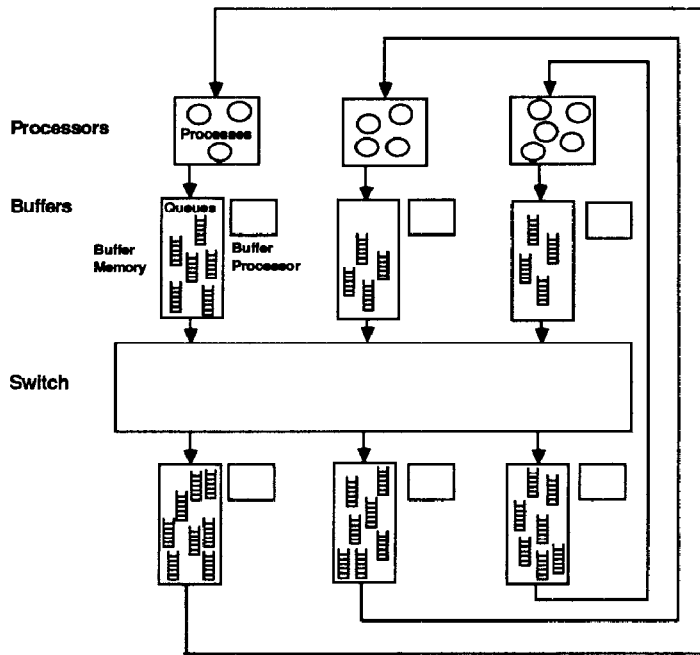 Processors
Processes
Buffers
Queues
Buffer
Memory
Buffer
Processor
Switch